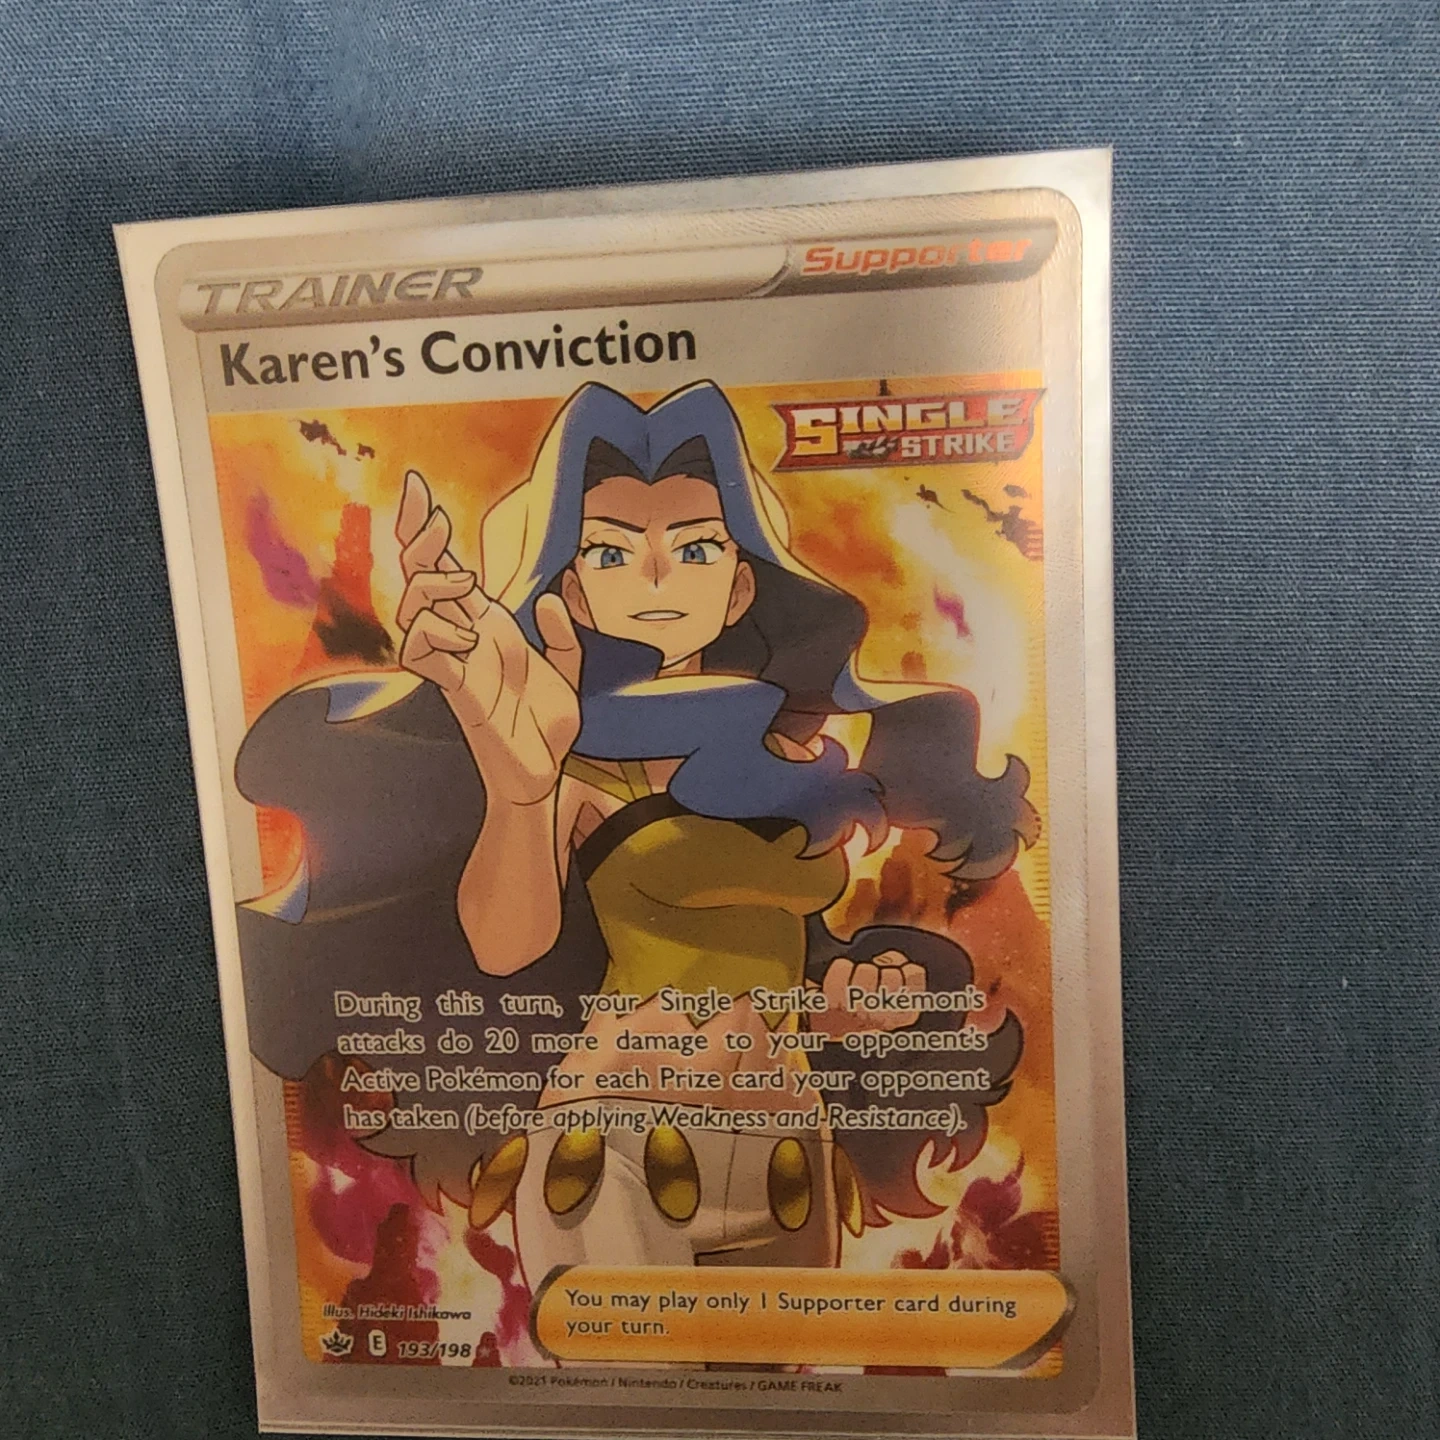 TRAINER
Supporter
Karen's Conviction
SINGLE
STRIKE
During this turn, your Single Strike Pokémon's
attacks do 20 more damage to your opponent's
Active Pokémon for each Prize card your opponent
has taken (before applying Weakness and Resistance).
Illus. Hideki Ishikawa
E 193/198
You may play only 1 Supporter card during
your turn.
©2021 Pokémon / Nintendo / Creatures / GAME FREAK